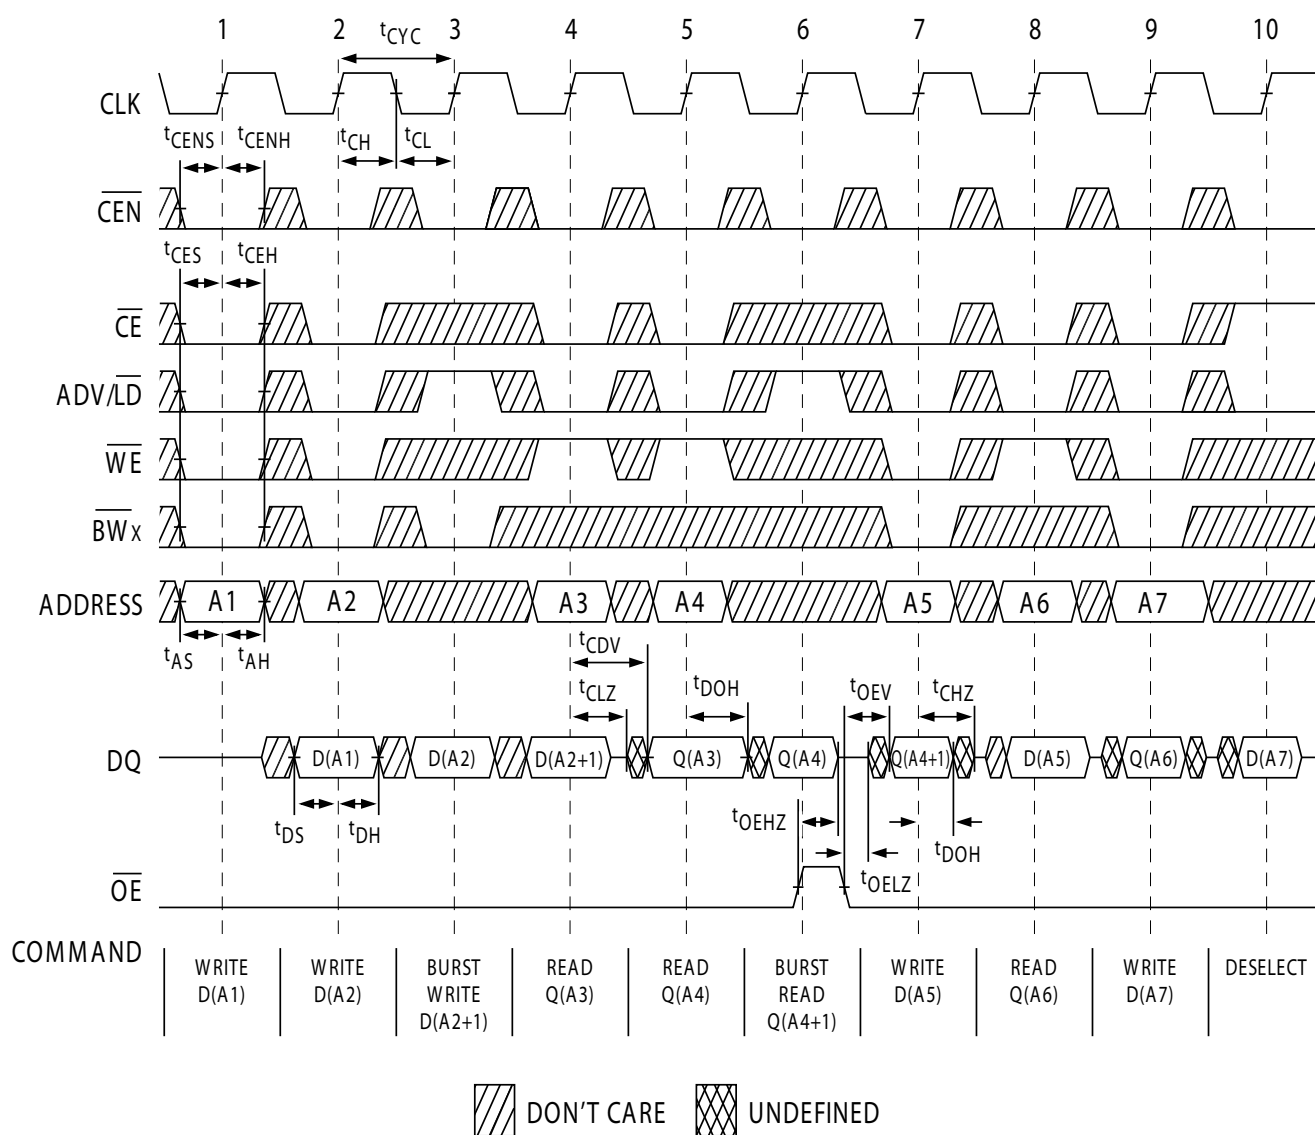 1 2 3 4 5 6 7 8 9 10
tCYC
CLK
tCENS tCENH tCH tCL
CEN
tCES tCEH
CE
ADV/LD
WE
BWx
ADDRESS A1 A2 A3 A4 A5 A6 A7
tAS tAH tCDV
tCLZ tDOH tOEV tCHZ
DQ D(A1) D(A2) D(A2+1) Q(A3) Q(A4) Q(A4+1) D(A5) Q(A6) D(A7)
tDS tDH tOEHZ tDOH
tOELZ
OE
COMMAND
WRITE WRITE BURST READ READ BURST WRITE READ WRITE DESELECT
D(A1) D(A2) WRITE Q(A3) Q(A4) READ D(A5) Q(A6) D(A7)
D(A2+1) Q(A4+1)
DON'T CARE UNDEFINED